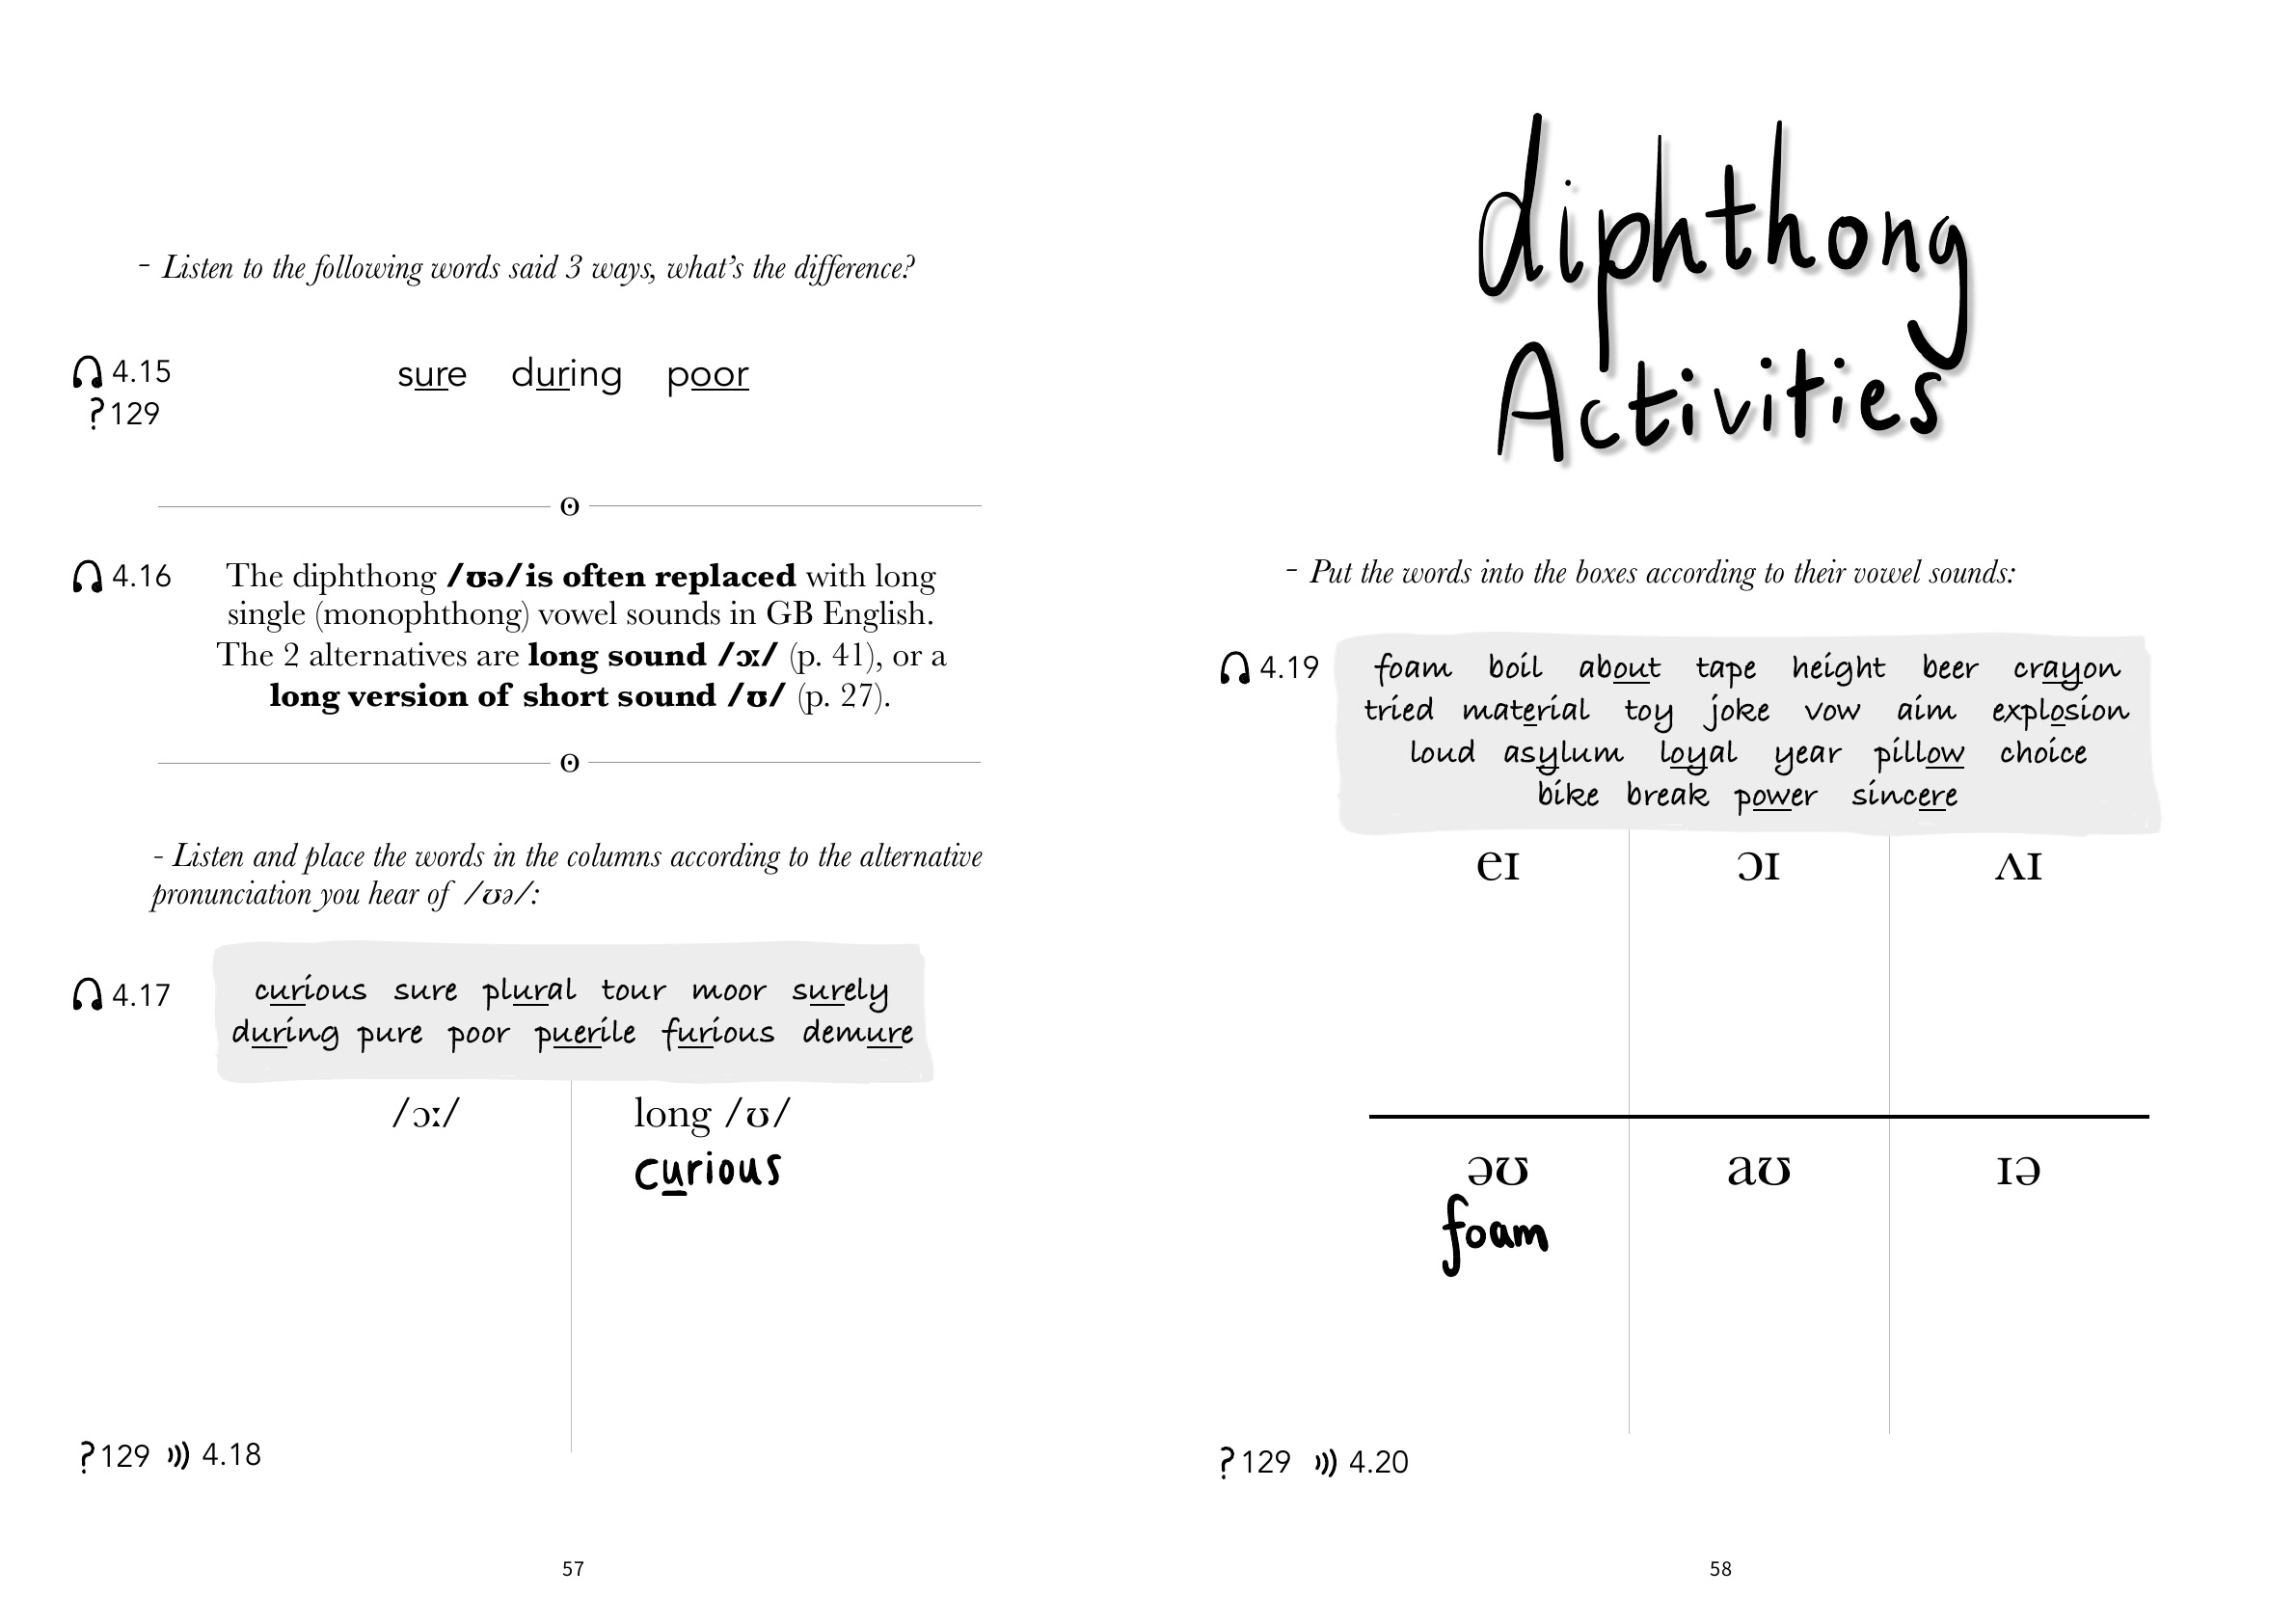 - Listen to the following words said 3 ways, what's the difference?
4.15 sure during poor
?129
ʘ
4.16 The diphthong /ʊə/is often replaced with long
single (monophthong) vowel sounds in GB English.
The 2 alternatives are long sound /ɔː/ (p. 41), or a
long version of short sound /ʊ/ (p. 27).
ʘ
- Listen and place the words in the columns according to the alternative
pronunciation you hear of /ʊə/:
4.17 curious sure plural tour moor surely
during pure poor puerile furious demure
/ɔː/ long /ʊ/
curious
?129 4.18
57
diphthong
Activities
- Put the words into the boxes according to their vowel sounds:
4.19 foam boil about tape height beer crayon
tried material toy joke vow aim explosion
loud asylum loyal year pillow choice
bike break power sincere
eɪ ɔɪ ʌɪ
əʊ aʊ ɪə
foam
?129 4.20
58